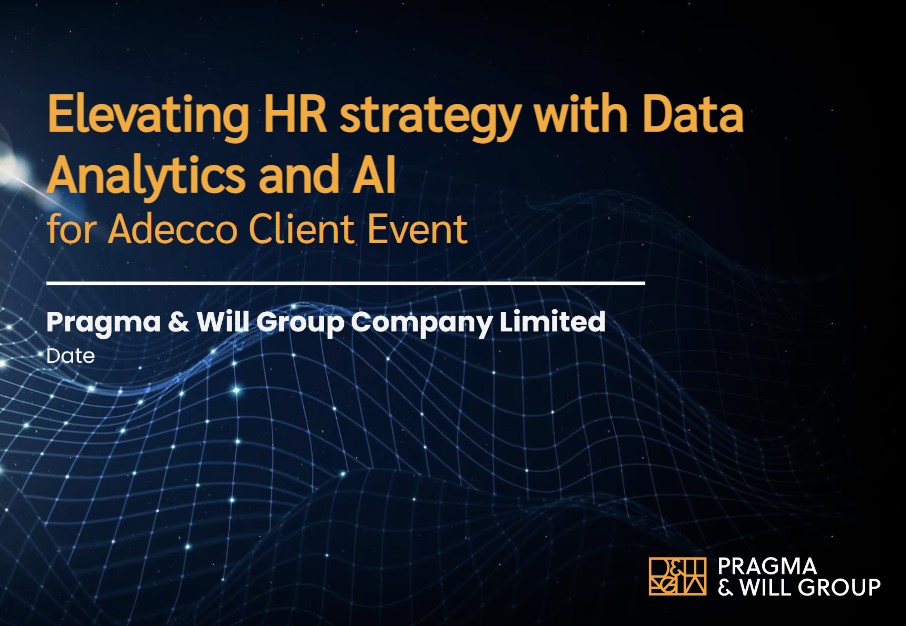 Elevating HR strategy with Data
Analytics and AI
for Adecco Client Event
Pragma & Will Group Company Limited
Date
PRAGMA
& WILL GROUP